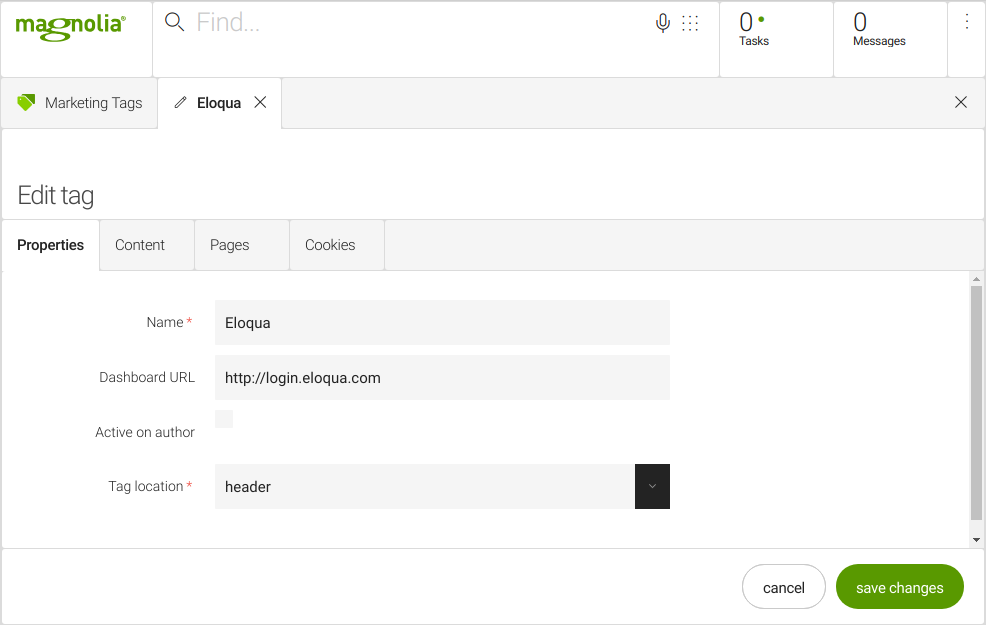 magnolia®
Find...
0
Tasks
0
Messages
Marketing Tags
Eloqua
Edit tag
Properties
Content
Pages
Cookies
Name *
Eloqua
Dashboard URL
http://login.eloqua.com
Active on author
Tag location *
header
cancel
save changes